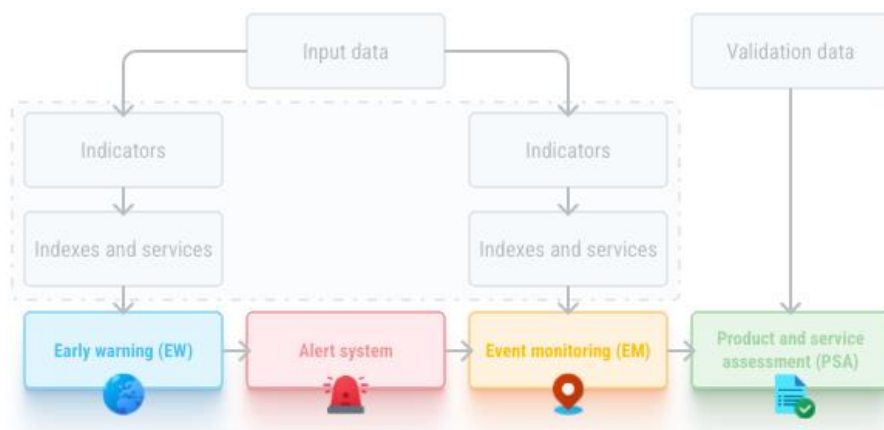 Input data
Validation data
Indicators
Indicators
Indexes and services
Indexes and services
Early warning (EW)
Alert system
Event monitoring (EM)
Product and service
assessment (PSA)